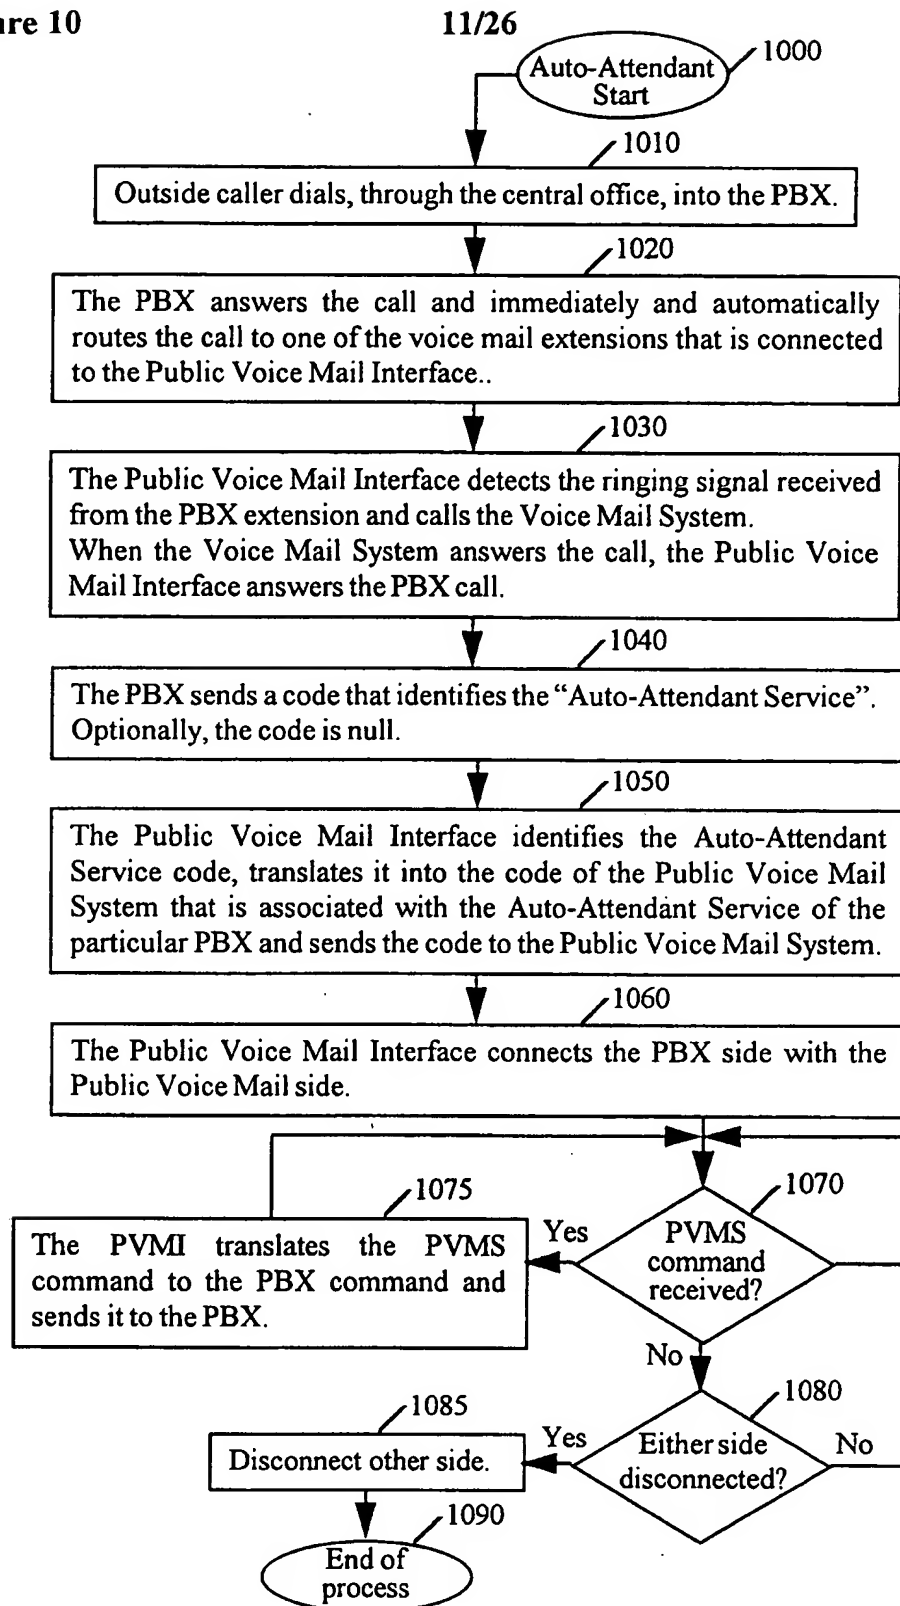 re 10
11/26
Auto-Attendant
Start
1000
1010
Outside caller dials, through the central office, into the PBX.
1020
The PBX answers the call and immediately and automatically
routes the call to one of the voice mail extensions that is connected
to the Public Voice Mail Interface..
1030
The Public Voice Mail Interface detects the ringing signal received
from the PBX extension and calls the Voice Mail System.
When the Voice Mail System answers the call, the Public Voice
Mail Interface answers the PBX call.
1040
The PBX sends a code that identifies the “Auto-Attendant Service”.
Optionally, the code is null.
1050
The Public Voice Mail Interface identifies the Auto-Attendant
Service code, translates it into the code of the Public Voice Mail
System that is associated with the Auto-Attendant Service of the
particular PBX and sends the code to the Public Voice Mail System.
1060
The Public Voice Mail Interface connects the PBX side with the
Public Voice Mail side.
1070
PVMS
command
received?
Yes
No
1075
The PVMI translates the PVMS
command to the PBX command and
sends it to the PBX.
1080
Either side
disconnected?
Yes
No
1085
Disconnect other side.
1090
End of
process